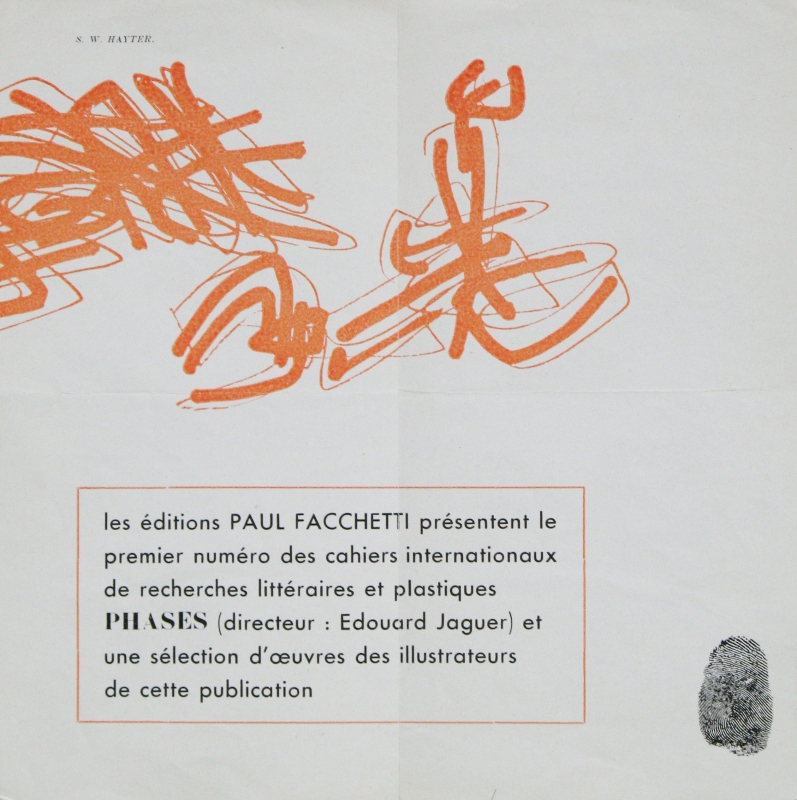 S. W. HAYTER.
les éditions PAUL FACCHETTI présentent le
premier numéro des cahiers internationaux
de recherches littéraires et plastiques
PHASES (directeur : Edouard Jaguer) et
une sélection d'œuvres des illustrateurs
de cette publication